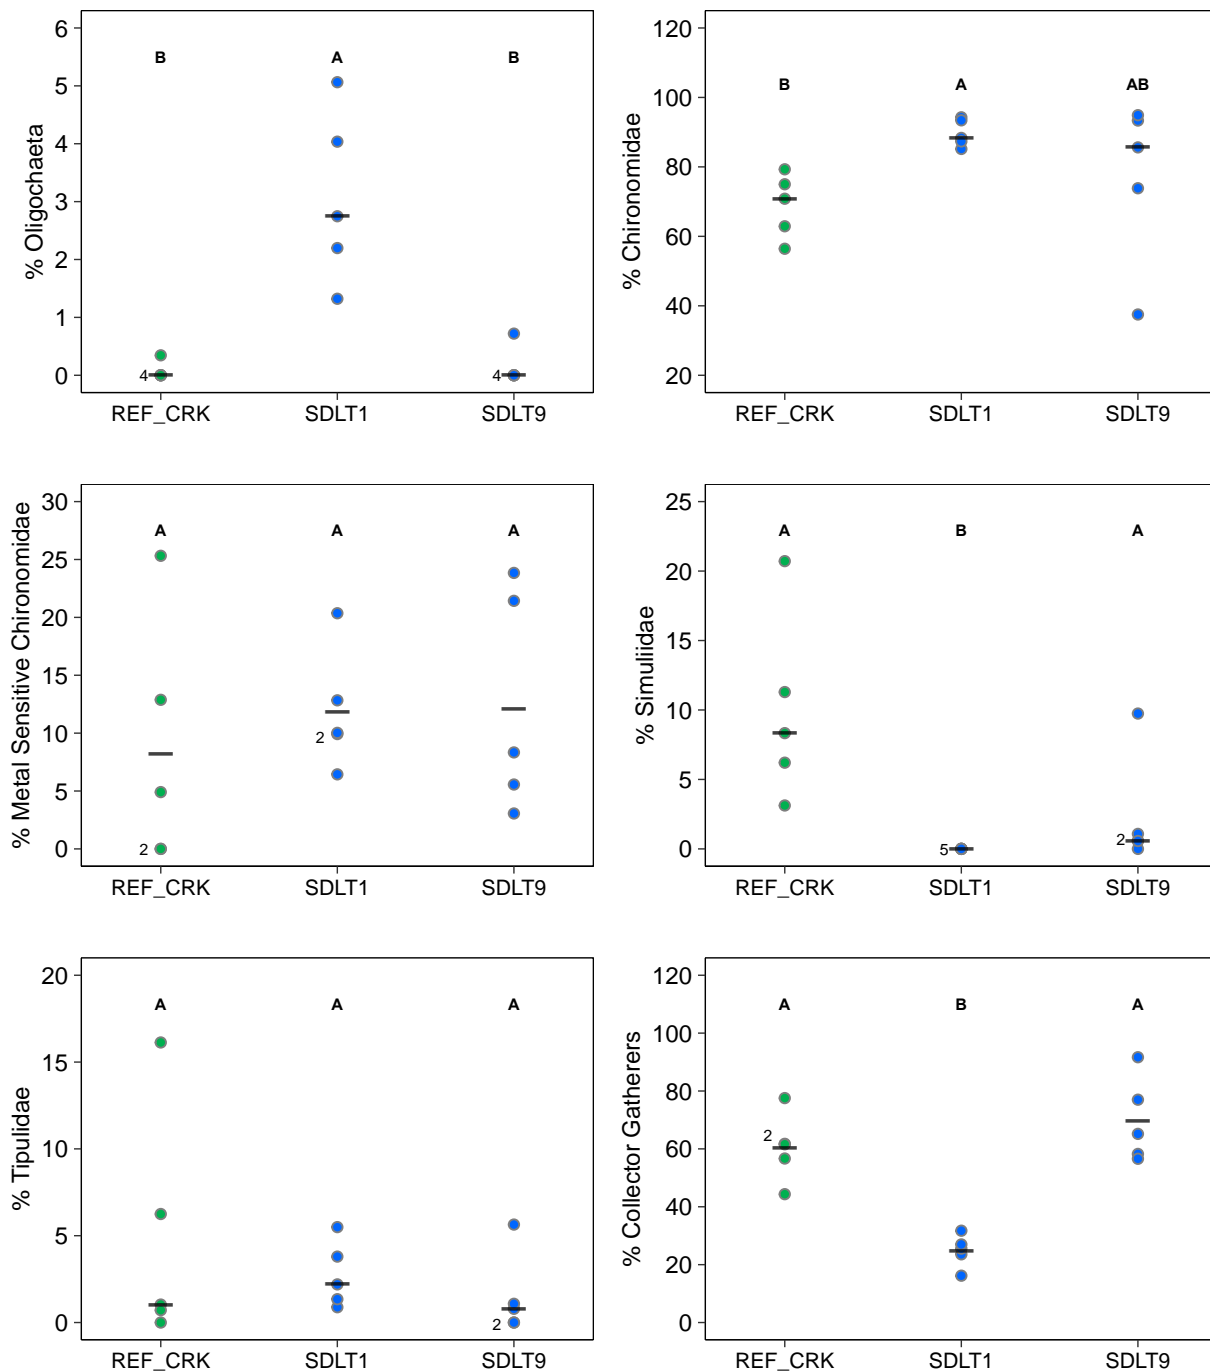 % Oligochaeta
6
5
4
3
2
1
0
B A B
4 4
REF_CRK SDLT1 SDLT9
% Chironomidae
120
100
80
60
40
20
B A AB
REF_CRK SDLT1 SDLT9
% Metal Sensitive Chironomidae
30
25
20
15
10
5
0
A A A
2
2
REF_CRK SDLT1 SDLT9
% Simuliidae
25
20
15
10
5
0
A B A
5 2
REF_CRK SDLT1 SDLT9
% Tipulidae
20
15
10
5
0
A A A
2
REF_CRK SDLT1 SDLT9
% Collector Gatherers
120
100
80
60
40
20
0
A B A
2
REF_CRK SDLT1 SDLT9